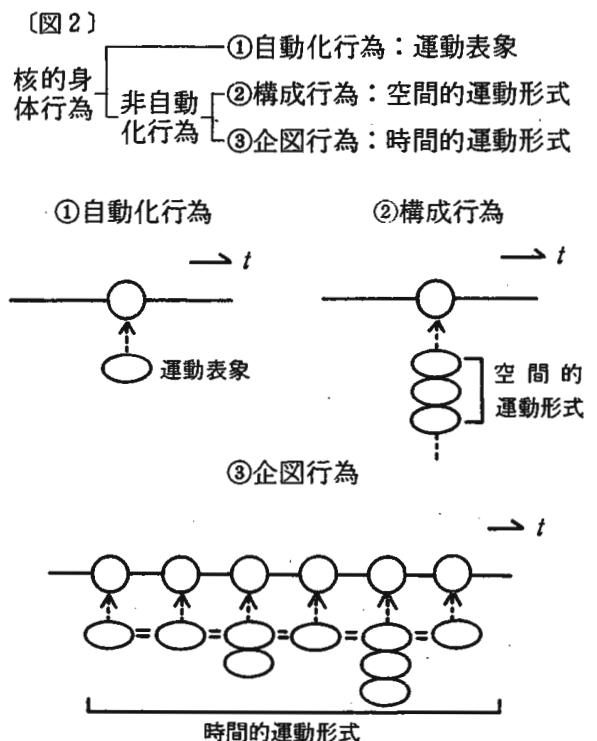 〔図2〕
核的身体行為
①自動化行為：運動表象
非自動化行為
②構成行為：空間的運動形式
③企図行為：時間的運動形式
①自動化行為
②構成行為
t
t
運動表象
空間的
運動形式
③企図行為
t
時間的運動形式